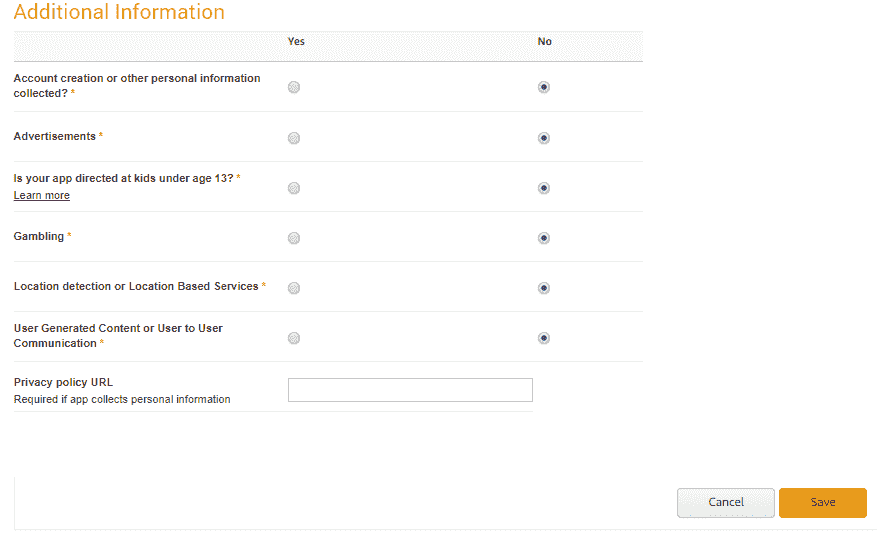 Additional Information
Yes No
Account creation or other personal information
collected? *
Advertisements *
Is your app directed at kids under age 13? *
Learn more
Gambling *
Location detection or Location Based Services *
User Generated Content or User to User
Communication *
Privacy policy URL
Required if app collects personal information
Cancel Save